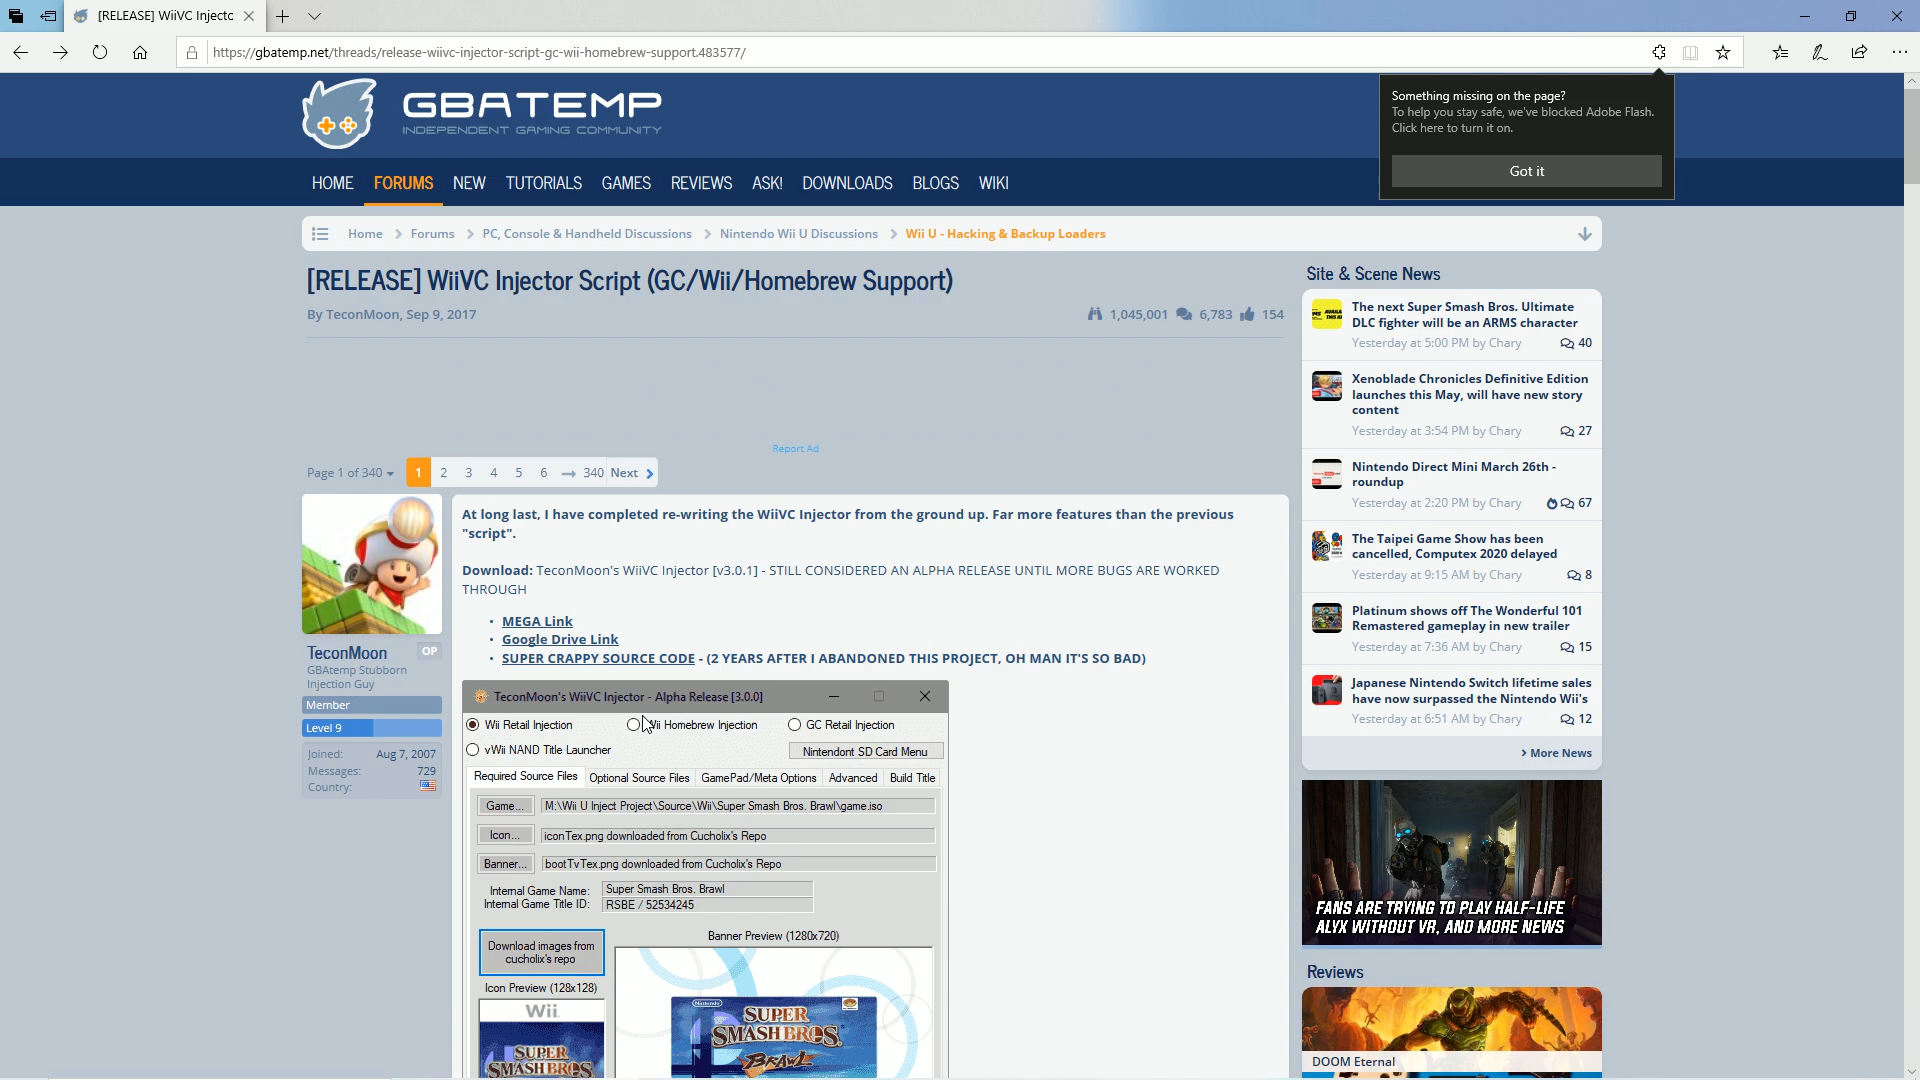 [RELEASE] WiiVC Injectc
https://gbatemp.net/threads/release-wiivc-injector-script-gc-wii-homebrew-support.483577/
Something missing on the page?
To help you stay safe, we've blocked Adobe Flash.
Click here to turn it on.
Got it
GBATEMP
INDEPENDENT GAMING COMMUNITY
HOME FORUMS NEW TUTORIALS GAMES REVIEWS ASK! DOWNLOADS BLOGS WIKI
Home Forums PC, Console & Handheld Discussions Nintendo Wii U Discussions Wii U - Hacking & Backup Loaders
[RELEASE] WiiVC Injector Script (GC/Wii/Homebrew Support)
By TeconMoon, Sep 9, 2017
1,045,001 6,783 154
Report Ad
Page 1 of 340 1 2 3 4 5 6 → 340 Next
TeconMoon OP
GBAtemp Stubborn
Injection Guy
Member
Level 9
Joined: Aug 7, 2007
Messages: 729
Country:
At long last, I have completed re-writing the WiiVC Injector from the ground up. Far more features than the previous
"script".
Download: TeconMoon's WiiVC Injector [v3.0.1] - STILL CONSIDERED AN ALPHA RELEASE UNTIL MORE BUGS ARE WORKED
THROUGH
• MEGA Link
• Google Drive Link
• SUPER CRAPPY SOURCE CODE - (2 YEARS AFTER I ABANDONED THIS PROJECT, OH MAN IT'S SO BAD)
TeconMoon's WiiVC Injector - Alpha Release [3.0.0]
Wii Retail Injection Wii Homebrew Injection GC Retail Injection
vWii NAND Title Launcher Nintendont SD Card Menu
Required Source Files Optional Source Files GamePad/Meta Options Advanced Build Title
Game... M:\Wii U Inject Project\Source\Wii\Super Smash Bros. Brawl\game.iso
Icon... iconTex.png downloaded from Cucholix's Repo
Banner... bootTvTex.png downloaded from Cucholix's Repo
Internal Game Name: Super Smash Bros. Brawl
Internal Game Title ID: RSBE / 52534245
Download images from
cucholix's repo
Banner Preview (1280x720)
Icon Preview (128x128)
Wii
SUPER
SMASH BROS
Nintendo
SUPER
SMASH BROS.
BRAWL
Site & Scene News
The next Super Smash Bros. Ultimate
DLC fighter will be an ARMS character
Yesterday at 5:00 PM by Chary 40
Xenoblade Chronicles Definitive Edition
launches this May, will have new story
content
Yesterday at 3:54 PM by Chary 27
Nintendo Direct Mini March 26th -
roundup
Yesterday at 2:20 PM by Chary 67
The Taipei Game Show has been
cancelled, Computex 2020 delayed
Yesterday at 9:15 AM by Chary 8
Platinum shows off The Wonderful 101
Remastered gameplay in new trailer
Yesterday at 7:36 AM by Chary 15
Japanese Nintendo Switch lifetime sales
have now surpassed the Nintendo Wii's
Yesterday at 6:51 AM by Chary 12
More News
FANS ARE TRYING TO PLAY HALF-LIFE
ALYX WITHOUT VR, AND MORE NEWS
Reviews
DOOM Eternal